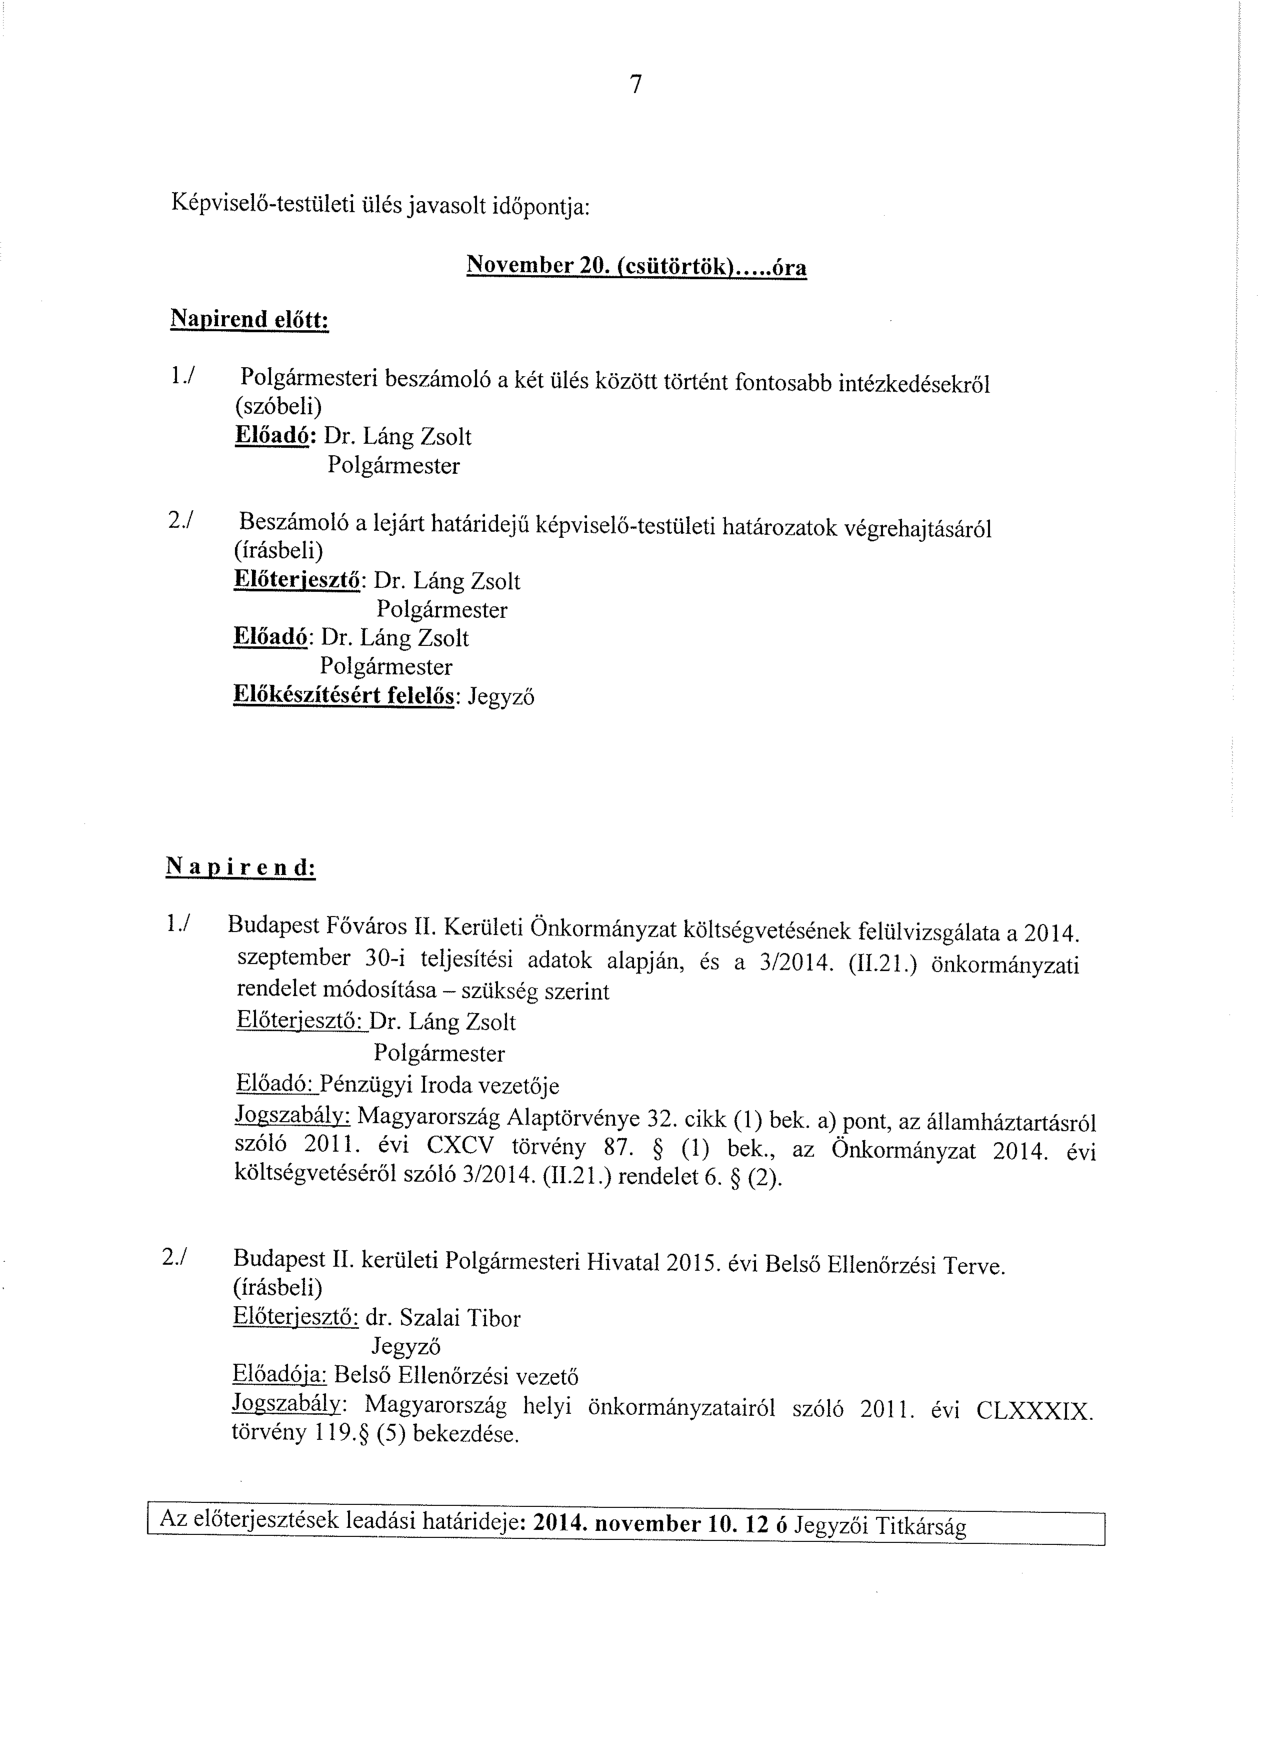 7
Képviselő-testületi ülés javasolt időpontja:
November 20. (csütörtök).....óra
Napirend előtt:
1./ Polgármesteri beszámoló a két ülés között történt fontosabb intézkedésekről
(szóbeli)
Előadó: Dr. Láng Zsolt
Polgármester
2./ Beszámoló a lejárt határidejű képviselő-testületi határozatok végrehajtásáról
(írásbeli)
Előterjesztő: Dr. Láng Zsolt
Polgármester
Előadó: Dr. Láng Zsolt
Polgármester
Előkészítésért felelős: Jegyző
N a p i r e n d:
1./ Budapest Főváros II. Kerületi Önkormányzat költségvetésének felülvizsgálata a 2014.
szeptember 30-i teljesítési adatok alapján, és a 3/2014. (II.21.) önkormányzati
rendelet módosítása – szükség szerint
Előterjesztő: Dr. Láng Zsolt
Polgármester
Előadó: Pénzügyi Iroda vezetője
Jogszabály: Magyarország Alaptörvénye 32. cikk (1) bek. a) pont, az államháztartásról
szóló 2011. évi CXCV törvény 87. § (1) bek., az Önkormányzat 2014. évi
költségvetéséről szóló 3/2014. (II.21.) rendelet 6. § (2).
2./ Budapest II. kerületi Polgármesteri Hivatal 2015. évi Belső Ellenőrzési Terve.
(írásbeli)
Előterjesztő: dr. Szalai Tibor
Jegyző
Előadója: Belső Ellenőrzési vezető
Jogszabály: Magyarország helyi önkormányzatairól szóló 2011. évi CLXXXIX.
törvény 119.§ (5) bekezdése.
Az előterjesztések leadási határideje: 2014. november 10. 12 ó Jegyzői Titkárság